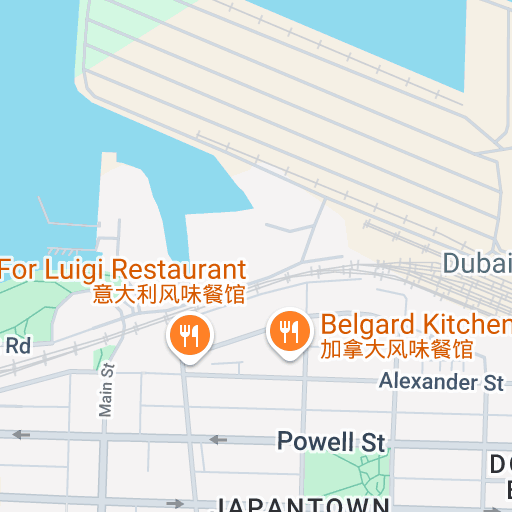 For Luigi Restaurant
意大利风味餐馆
Dubai
Belgard Kitchen
加拿大风味餐馆
Rd
Main St
Alexander St
Powell St
JAPANTOWN